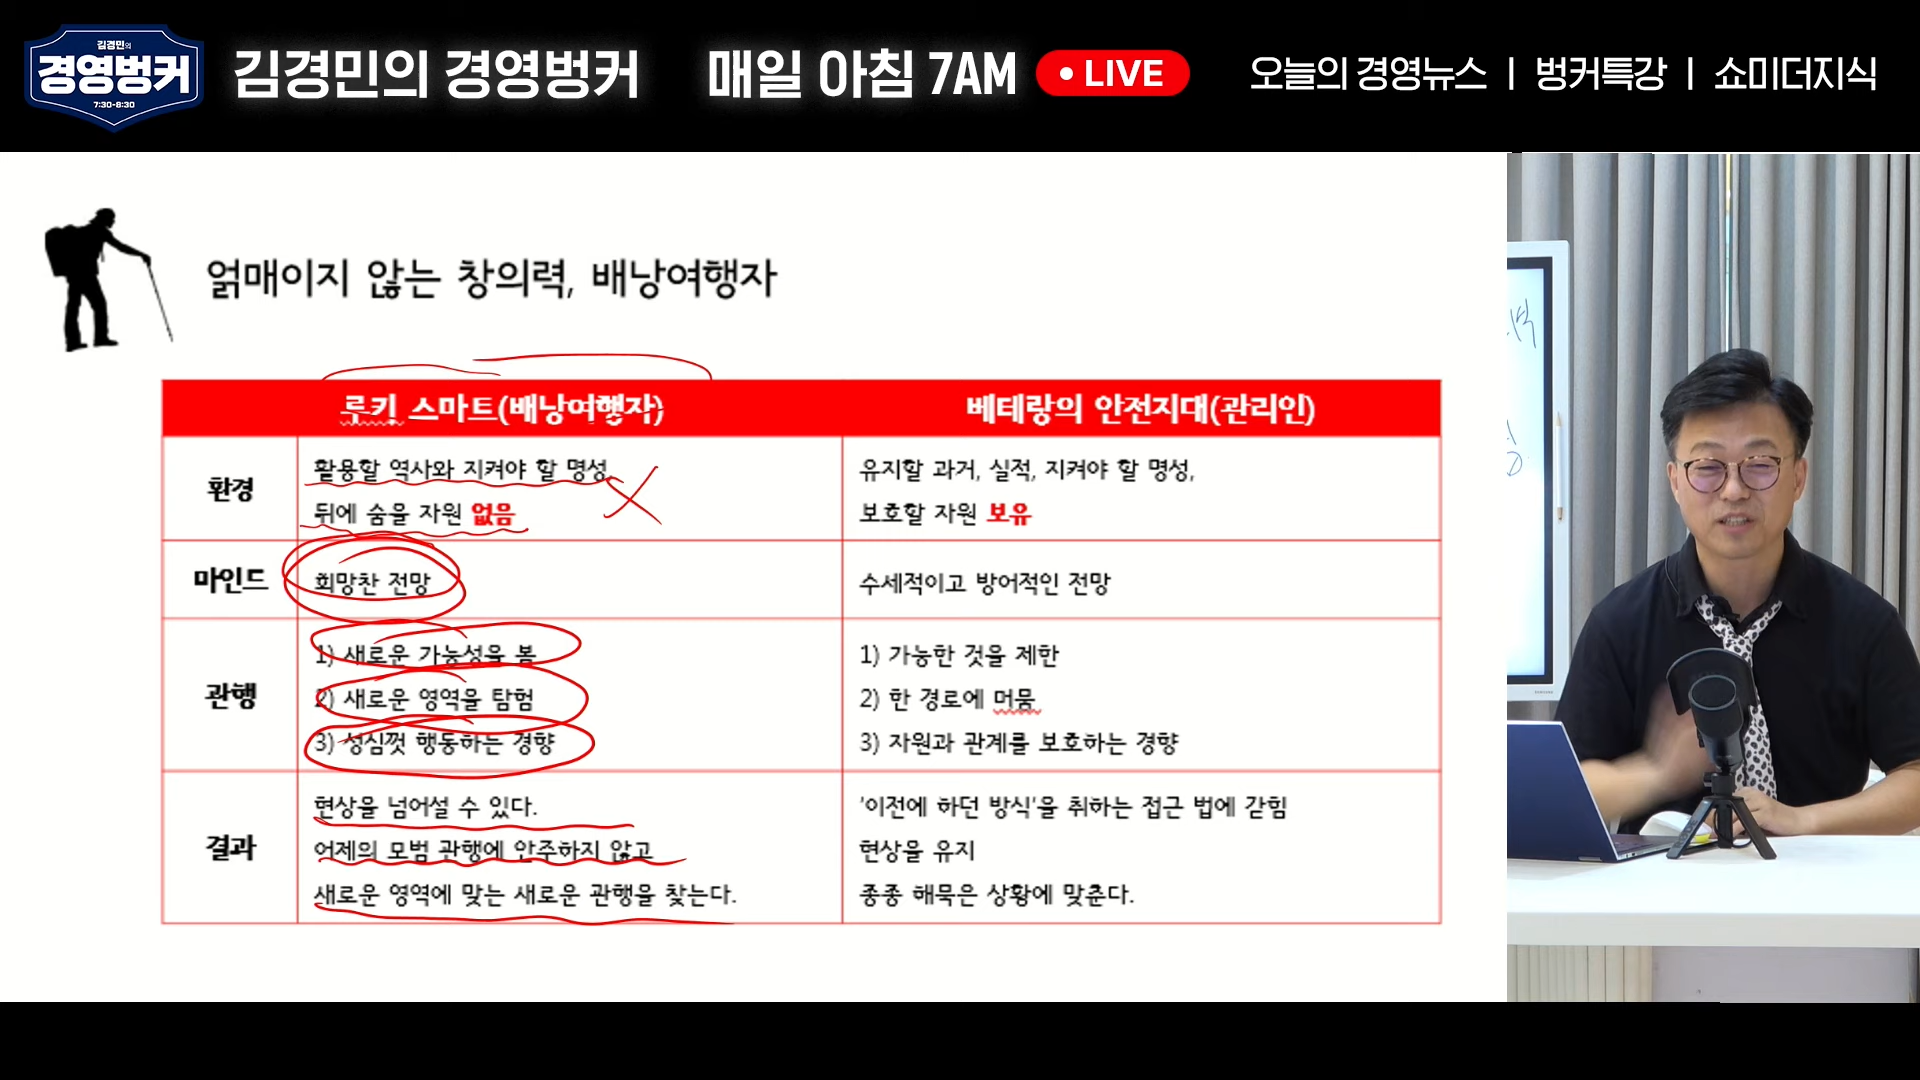 김경민의
경영벙커
7:30-8:30
김경민의 경영벙커 매일 아침 7AM • LIVE 오늘의 경영뉴스 | 벙커특강 | 쇼미더지식
얽매이지 않는 창의력, 배낭여행자
루키 스마트(배낭여행자) 베테랑의 안전지대(관리인)
환경
활용할 역사와 지켜야 할 명성,
뒤에 숨을 자원 없음
유지할 과거, 실적, 지켜야 할 명성,
보호할 자원 보유
마인드
희망찬 전망
수세적이고 방어적인 전망
관행
1) 새로운 가능성을 봄
2) 새로운 영역을 탐험
3) 성심껏 행동하는 경향
1) 가능한 것을 제한
2) 한 경로에 머뭄
3) 자원과 관계를 보호하는 경향
결과
현상을 넘어설 수 있다.
어제의 모범 관행에 안주하지 않고
새로운 영역에 맞는 새로운 관행을 찾는다.
'이전에 하던 방식'을 취하는 접근 법에 갇힘
현상을 유지
종종 해묵은 상황에 맞춘다.